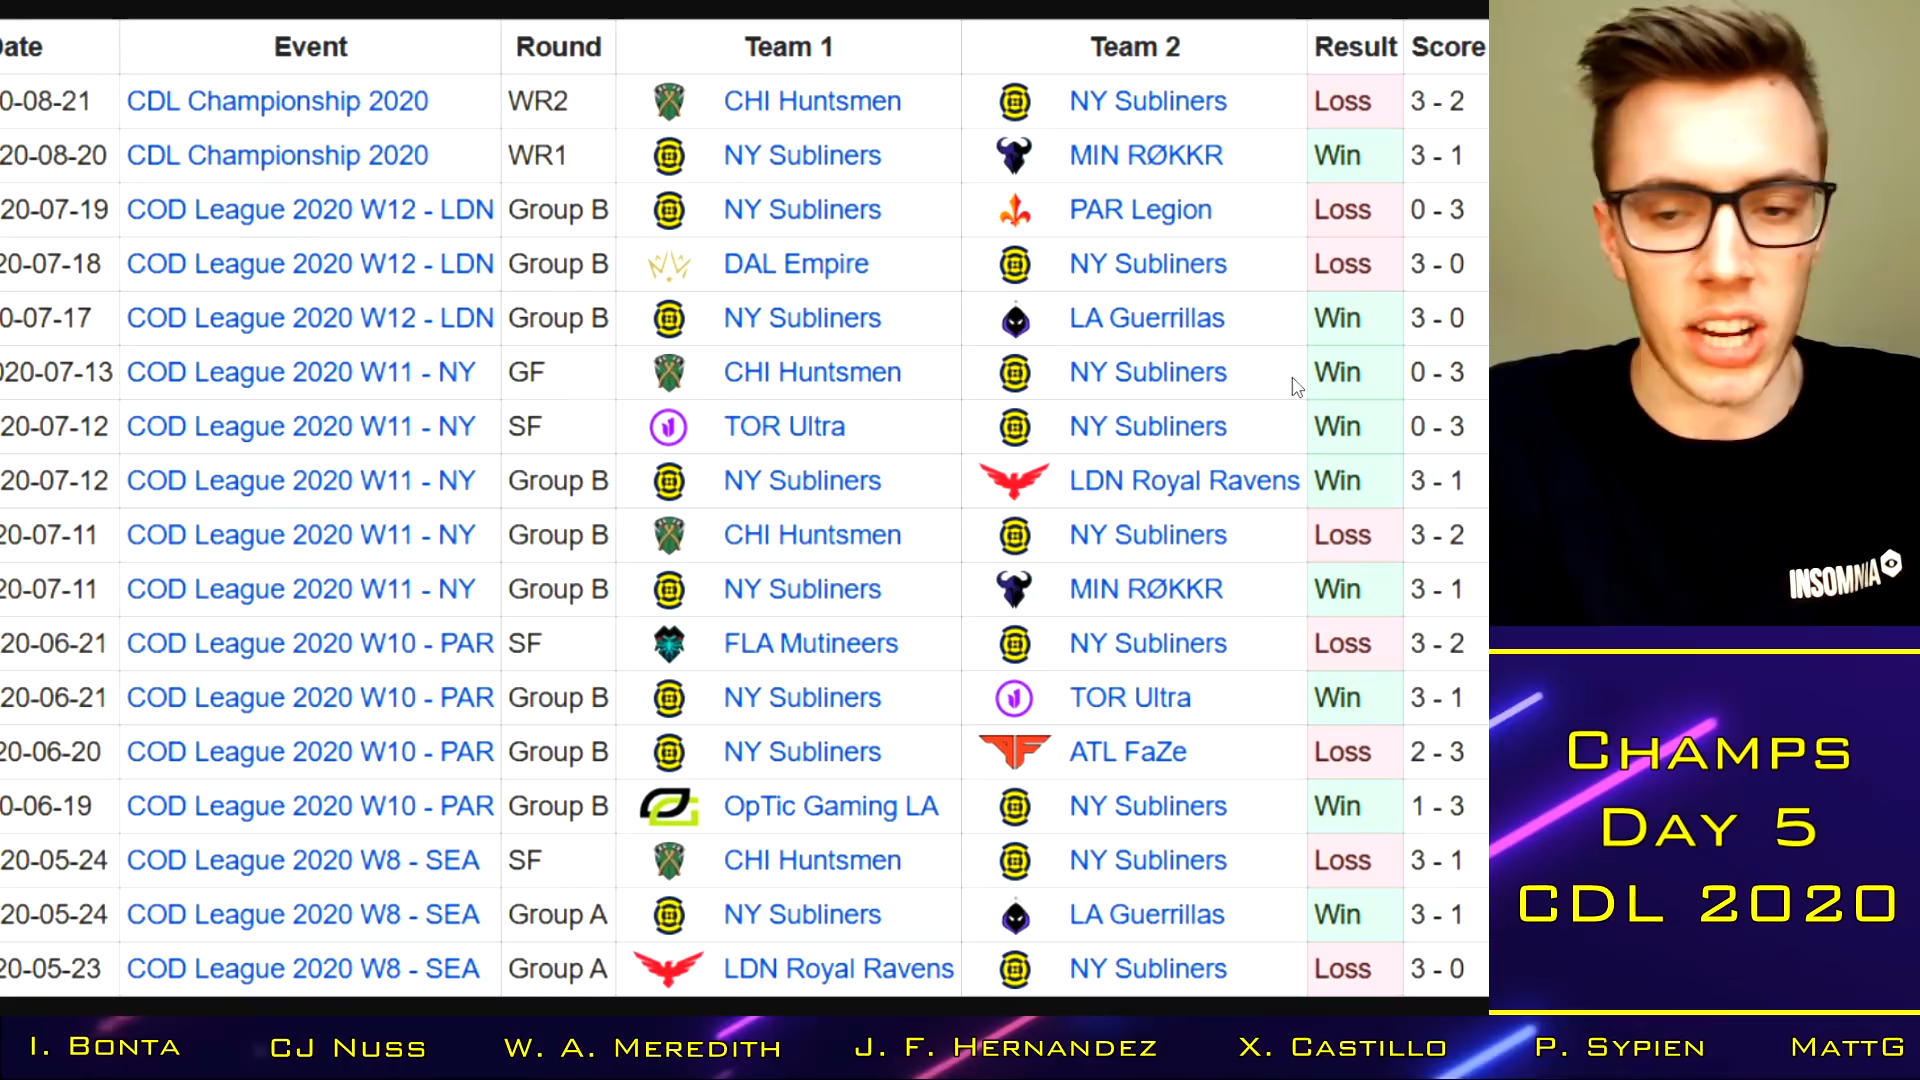 Date Event Round Team 1 Team 2 Result Score
0-08-21 CDL Championship 2020 WR2 CHI Huntsmen NY Subliners Loss 3 - 2
20-08-20 CDL Championship 2020 WR1 NY Subliners MIN RØKKR Win 3 - 1
20-07-19 COD League 2020 W12 - LDN Group B NY Subliners PAR Legion Loss 0 - 3
20-07-18 COD League 2020 W12 - LDN Group B DAL Empire NY Subliners Loss 3 - 0
0-07-17 COD League 2020 W12 - LDN Group B NY Subliners LA Guerrillas Win 3 - 0
020-07-13 COD League 2020 W11 - NY GF CHI Huntsmen NY Subliners Win 0 - 3
20-07-12 COD League 2020 W11 - NY SF TOR Ultra NY Subliners Win 0 - 3
20-07-12 COD League 2020 W11 - NY Group B NY Subliners LDN Royal Ravens Win 3 - 1
20-07-11 COD League 2020 W11 - NY Group B CHI Huntsmen NY Subliners Loss 3 - 2
20-07-11 COD League 2020 W11 - NY Group B NY Subliners MIN RØKKR Win 3 - 1
20-06-21 COD League 2020 W10 - PAR SF FLA Mutineers NY Subliners Loss 3 - 2
20-06-21 COD League 2020 W10 - PAR Group B NY Subliners TOR Ultra Win 3 - 1
20-06-20 COD League 2020 W10 - PAR Group B NY Subliners ATL FaZe Loss 2 - 3
0-06-19 COD League 2020 W10 - PAR Group B OpTic Gaming LA NY Subliners Win 1 - 3
20-05-24 COD League 2020 W8 - SEA SF CHI Huntsmen NY Subliners Loss 3 - 1
20-05-24 COD League 2020 W8 - SEA Group A NY Subliners LA Guerrillas Win 3 - 1
20-05-23 COD League 2020 W8 - SEA Group A LDN Royal Ravens NY Subliners Loss 3 - 0
INSOMNIA
CHAMPS
DAY 5
CDL 2020
I. BONTA CJ NUSS W. A. MEREDITH J. F. HERNANDEZ X. CASTILLO P. SYPIEN MATTG